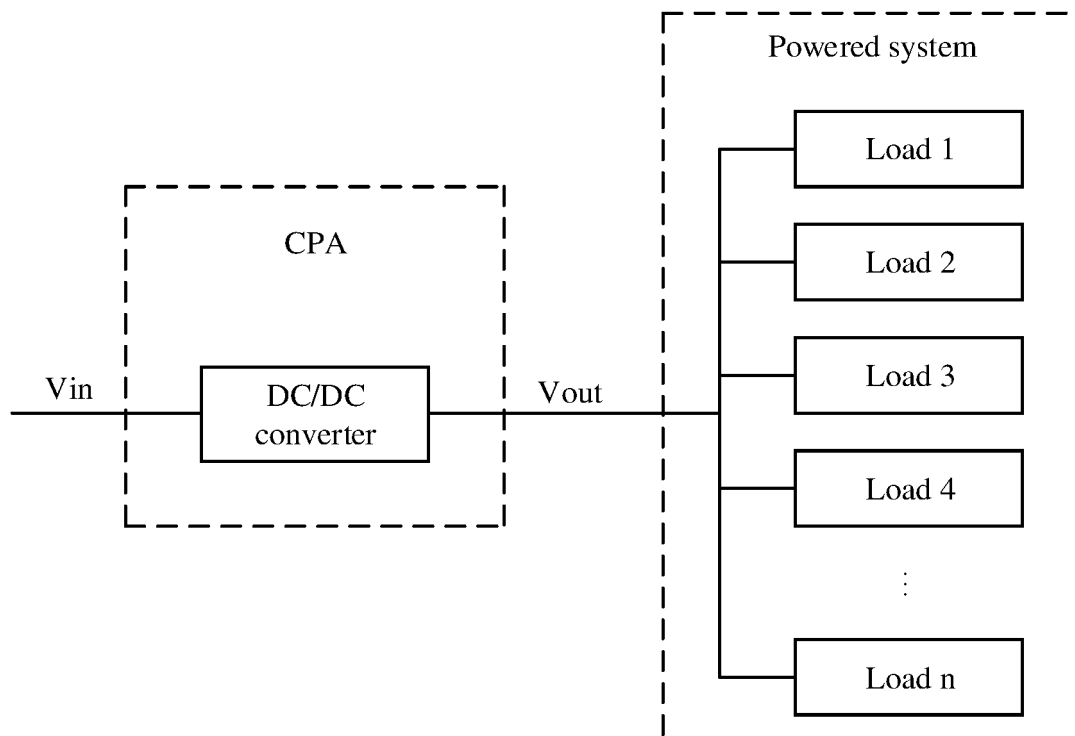 Powered system
Load 1
CPA
Load 2
Vin
DC/DC
converter
Vout
Load 3
Load 4
⋮
Load n